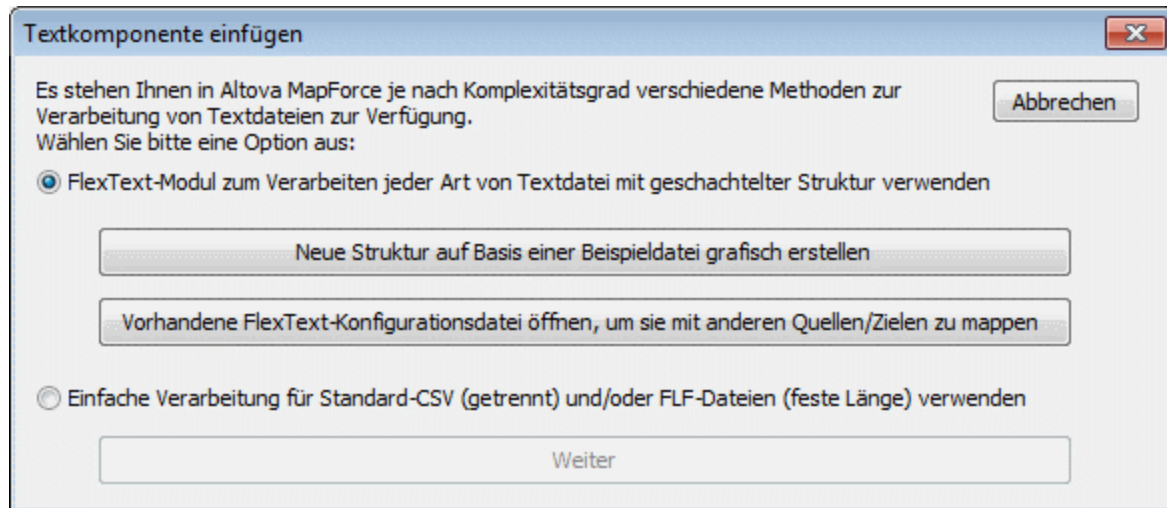 Textkomponente einfügen
Es stehen Ihnen in Altova MapForce je nach Komplexitätsgrad verschiedene Methoden zur
Verarbeitung von Textdateien zur Verfügung.
Wählen Sie bitte eine Option aus:
Abbrechen
FlexText-Modul zum Verarbeiten jeder Art von Textdatei mit geschachtelter Struktur verwenden
Neue Struktur auf Basis einer Beispieldatei grafisch erstellen
Vorhandene FlexText-Konfigurationsdatei öffnen, um sie mit anderen Quellen/Zielen zu mappen
Einfache Verarbeitung für Standard-CSV (getrennt) und/oder FLF-Dateien (feste Länge) verwenden
Weiter